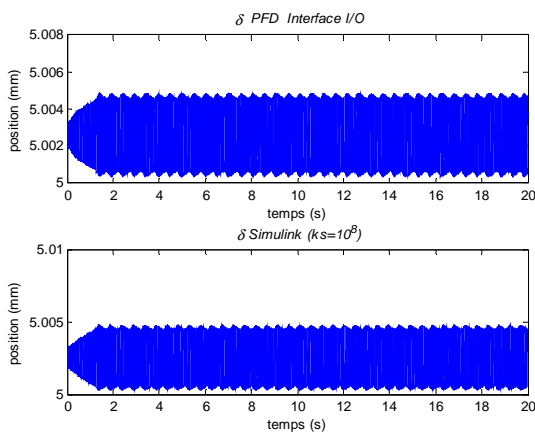 δ PFD Interface I/O
5.008
5.006
5.004
5.002
5
position (mm)
0 2 4 6 8 10 12 14 16 18 20
temps (s)
δ Simulink (ks=10⁸)
5.01
5.005
5
position (mm)
0 2 4 6 8 10 12 14 16 18 20
temps (s)